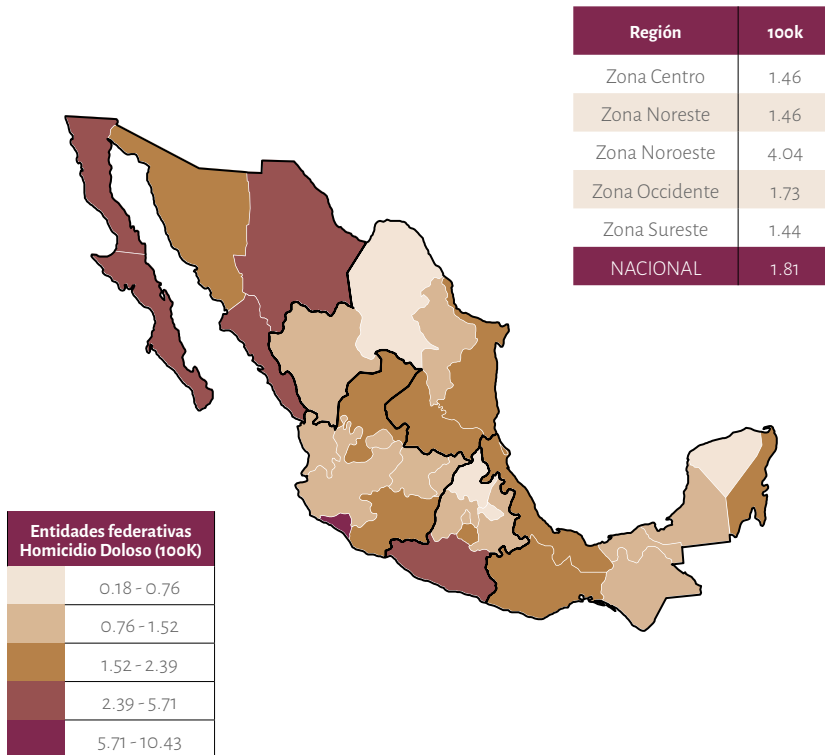 Región 100k
Zona Centro 1.46
Zona Noreste 1.46
Zona Noroeste 4.04
Zona Occidente 1.73
Zona Sureste 1.44
NACIONAL 1.81
Entidades federativas
Homicidio Doloso (100K)
0.18 - 0.76
0.76 - 1.52
1.52 - 2.39
2.39 - 5.71
5.71 - 10.43